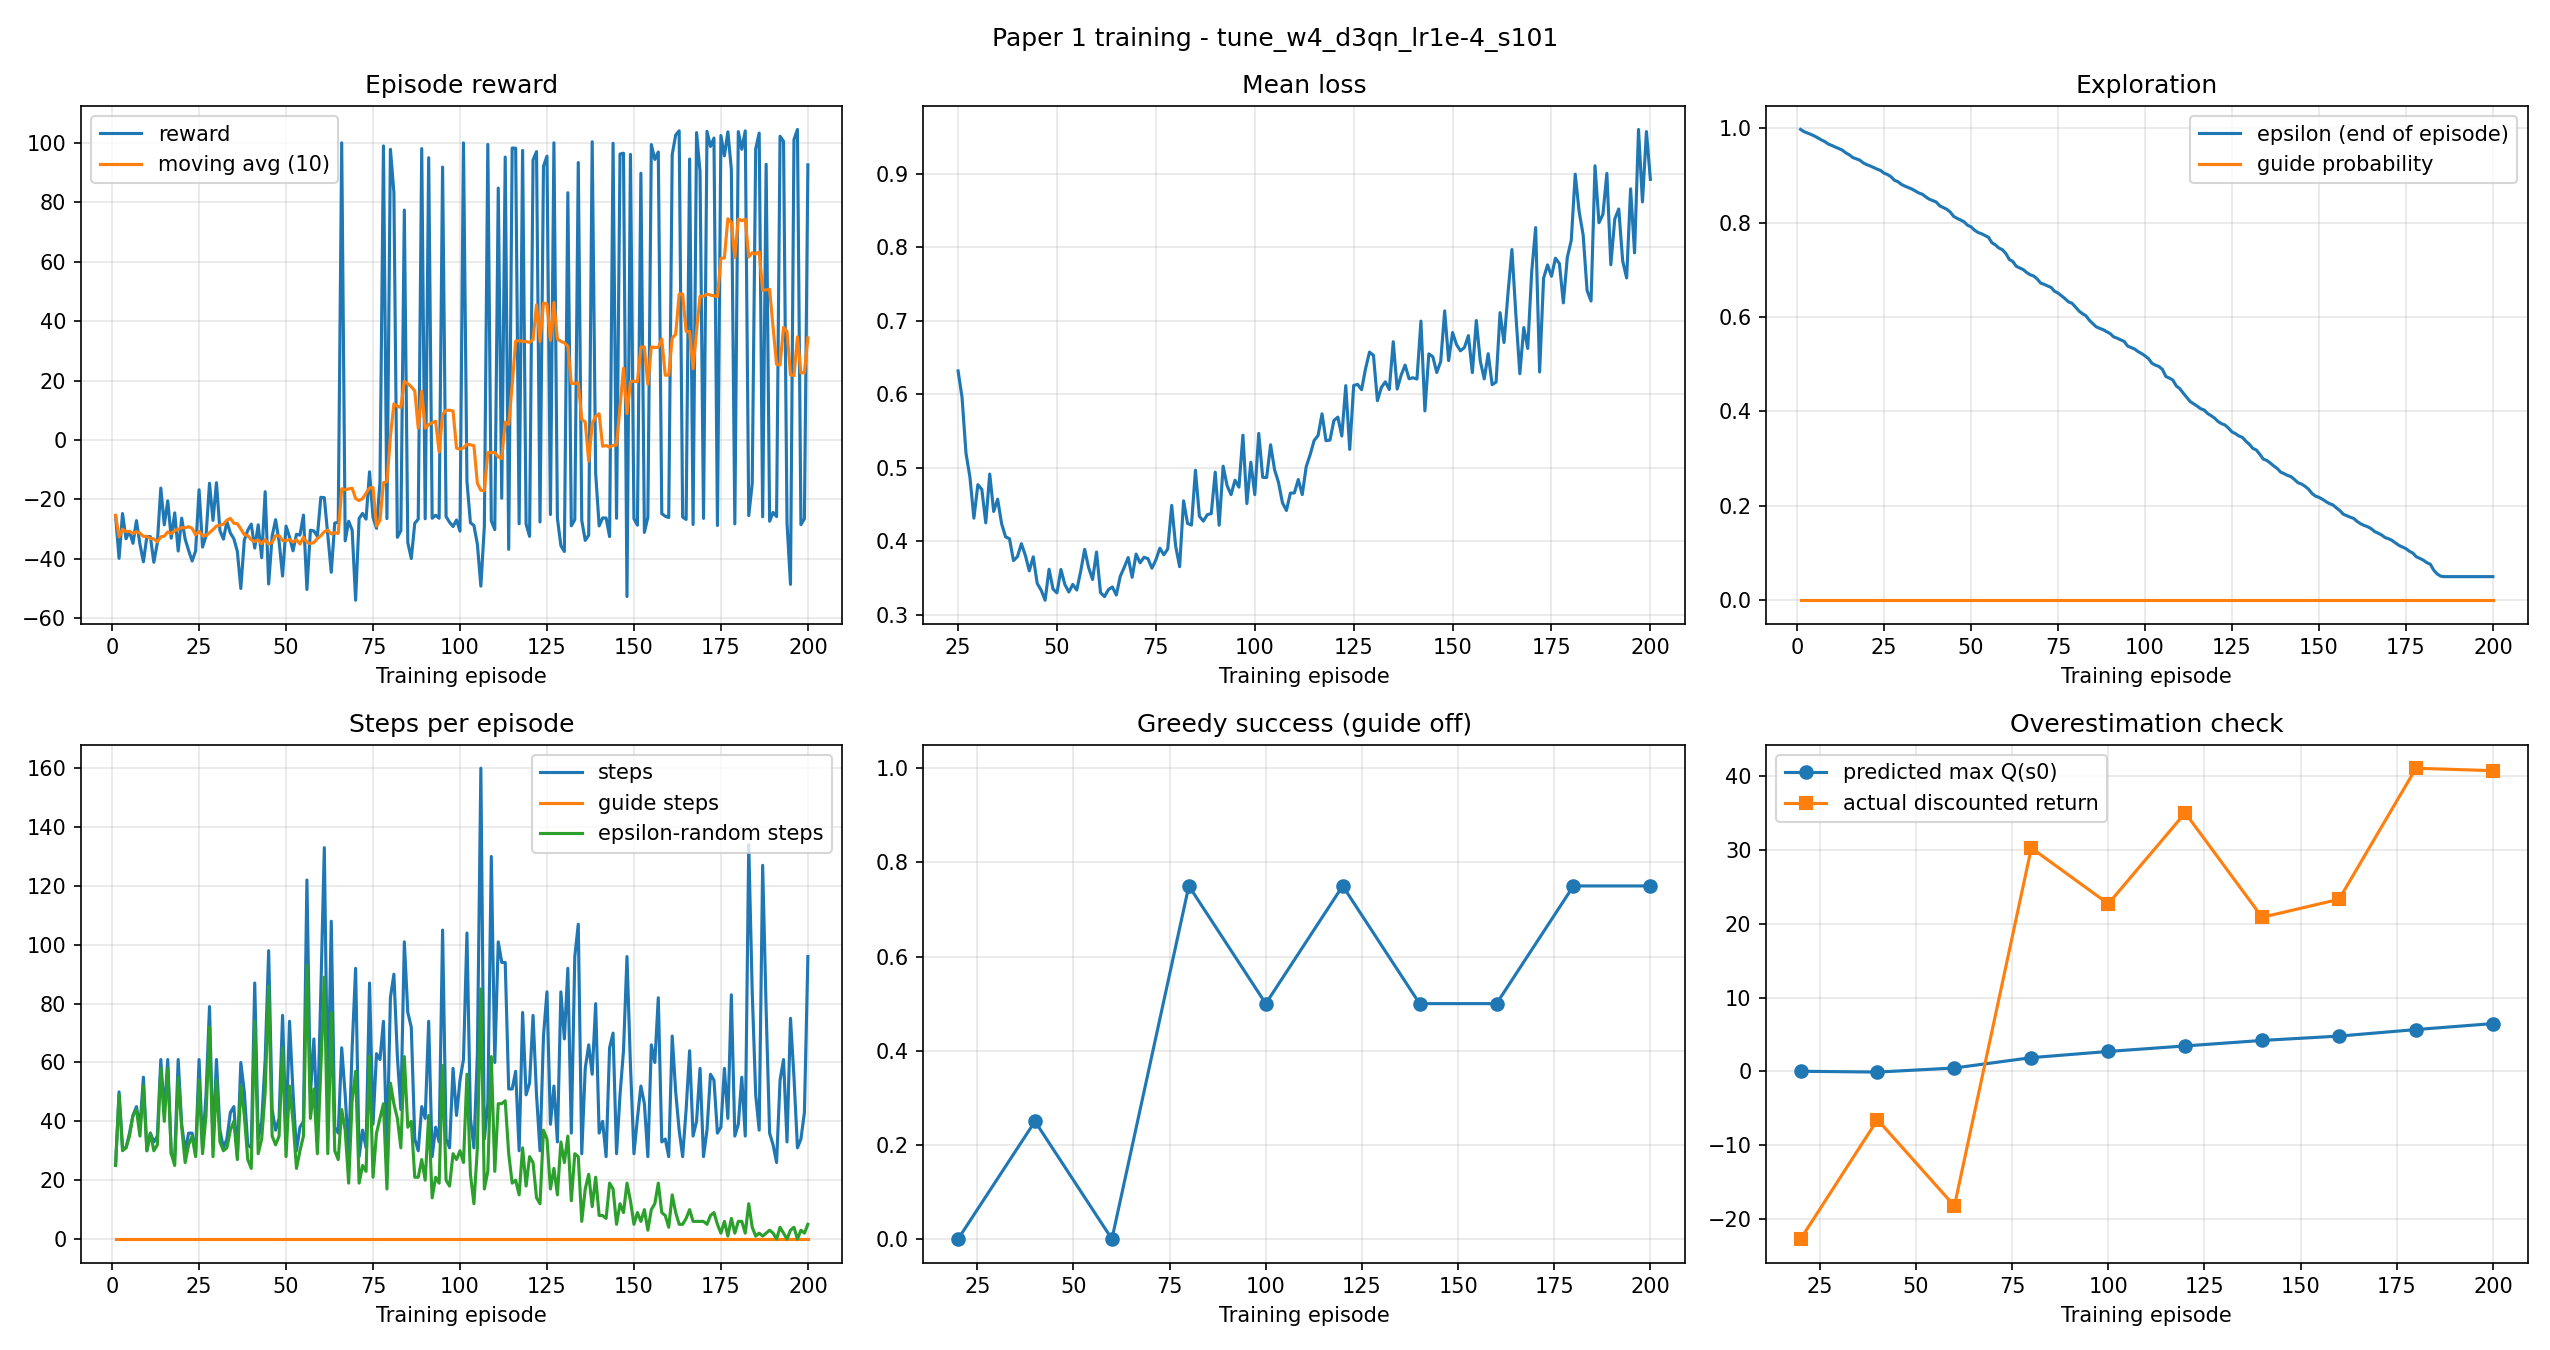 Paper 1 training - tune_w4_d3qn_lr1e-4_s101
Episode reward
reward
moving avg (10)
100
80
60
40
20
0
−20
−40
−60
0 25 50 75 100 125 150 175 200
Training episode
Mean loss
0.9
0.8
0.7
0.6
0.5
0.4
0.3
25 50 75 100 125 150 175 200
Training episode
Exploration
epsilon (end of episode)
guide probability
1.0
0.8
0.6
0.4
0.2
0.0
0 25 50 75 100 125 150 175 200
Training episode
Steps per episode
steps
guide steps
epsilon-random steps
160
140
120
100
80
60
40
20
0
0 25 50 75 100 125 150 175 200
Training episode
Greedy success (guide off)
1.0
0.8
0.6
0.4
0.2
0.0
25 50 75 100 125 150 175 200
Training episode
Overestimation check
predicted max Q(s0)
actual discounted return
40
30
20
10
0
−10
−20
25 50 75 100 125 150 175 200
Training episode